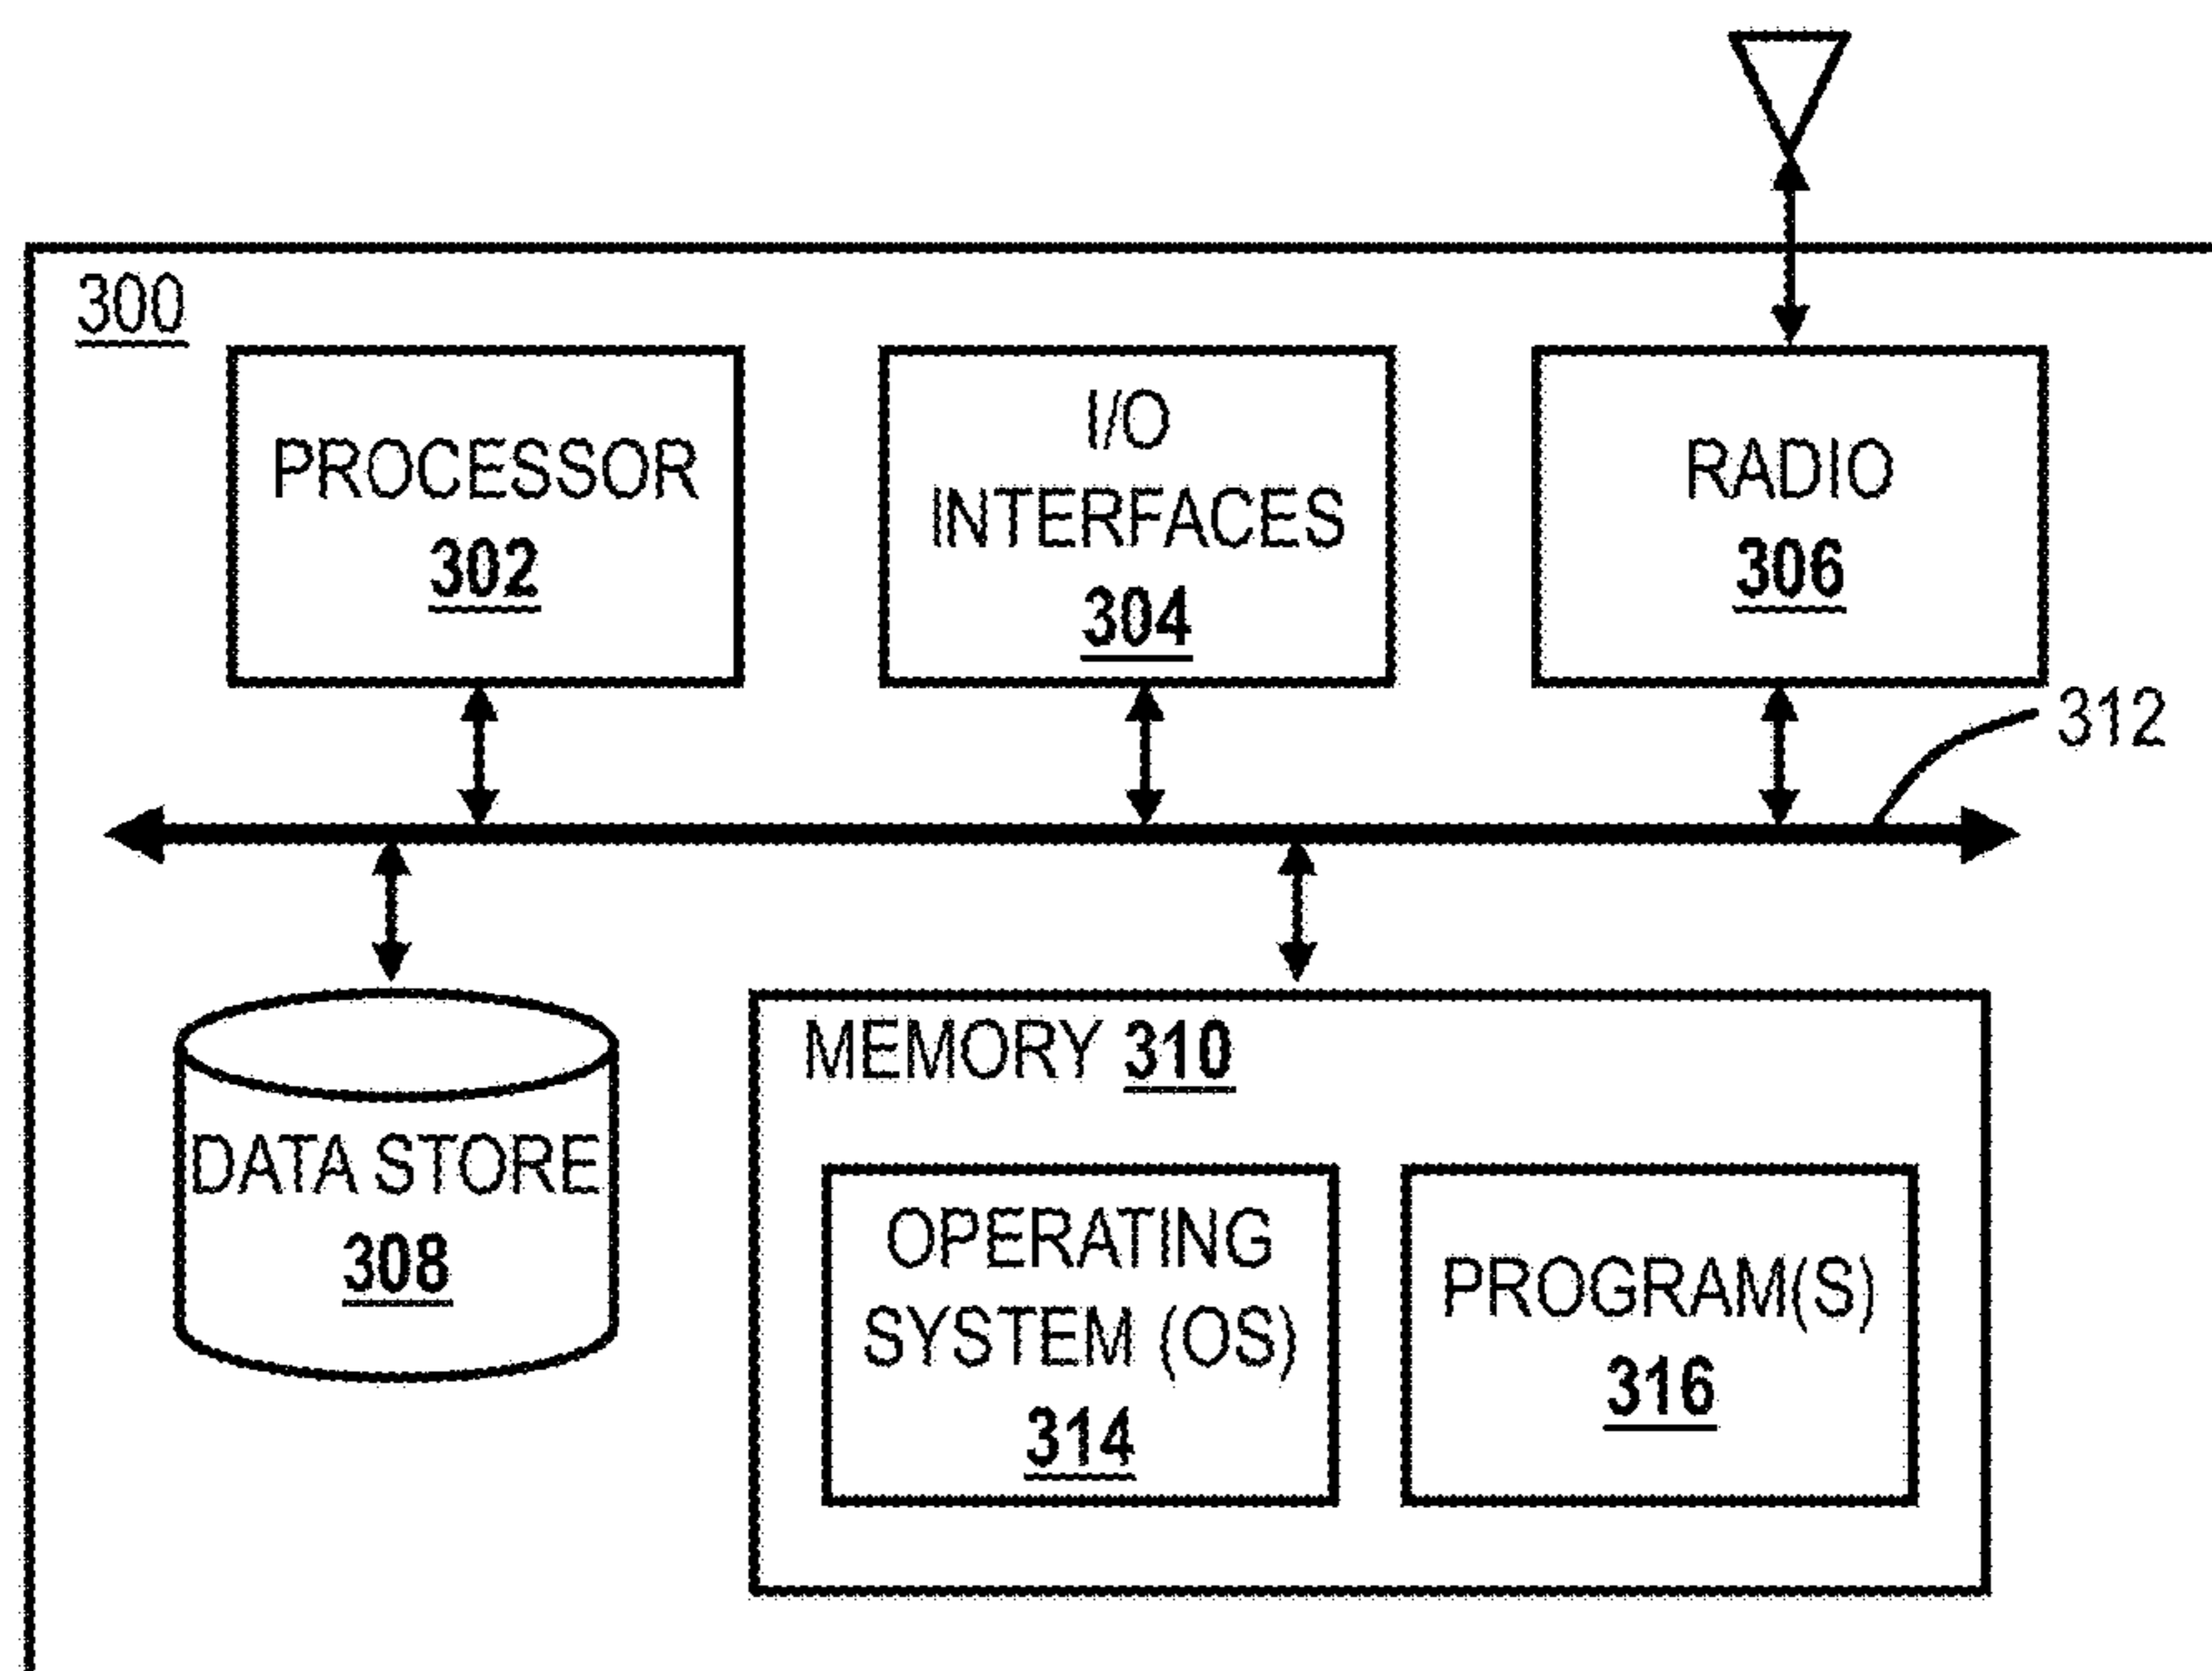 300
PROCESSOR
302
I/O
INTERFACES
304
RADIO
306
312
DATA STORE
308
MEMORY 310
OPERATING
SYSTEM (OS)
314
PROGRAM(S)
316